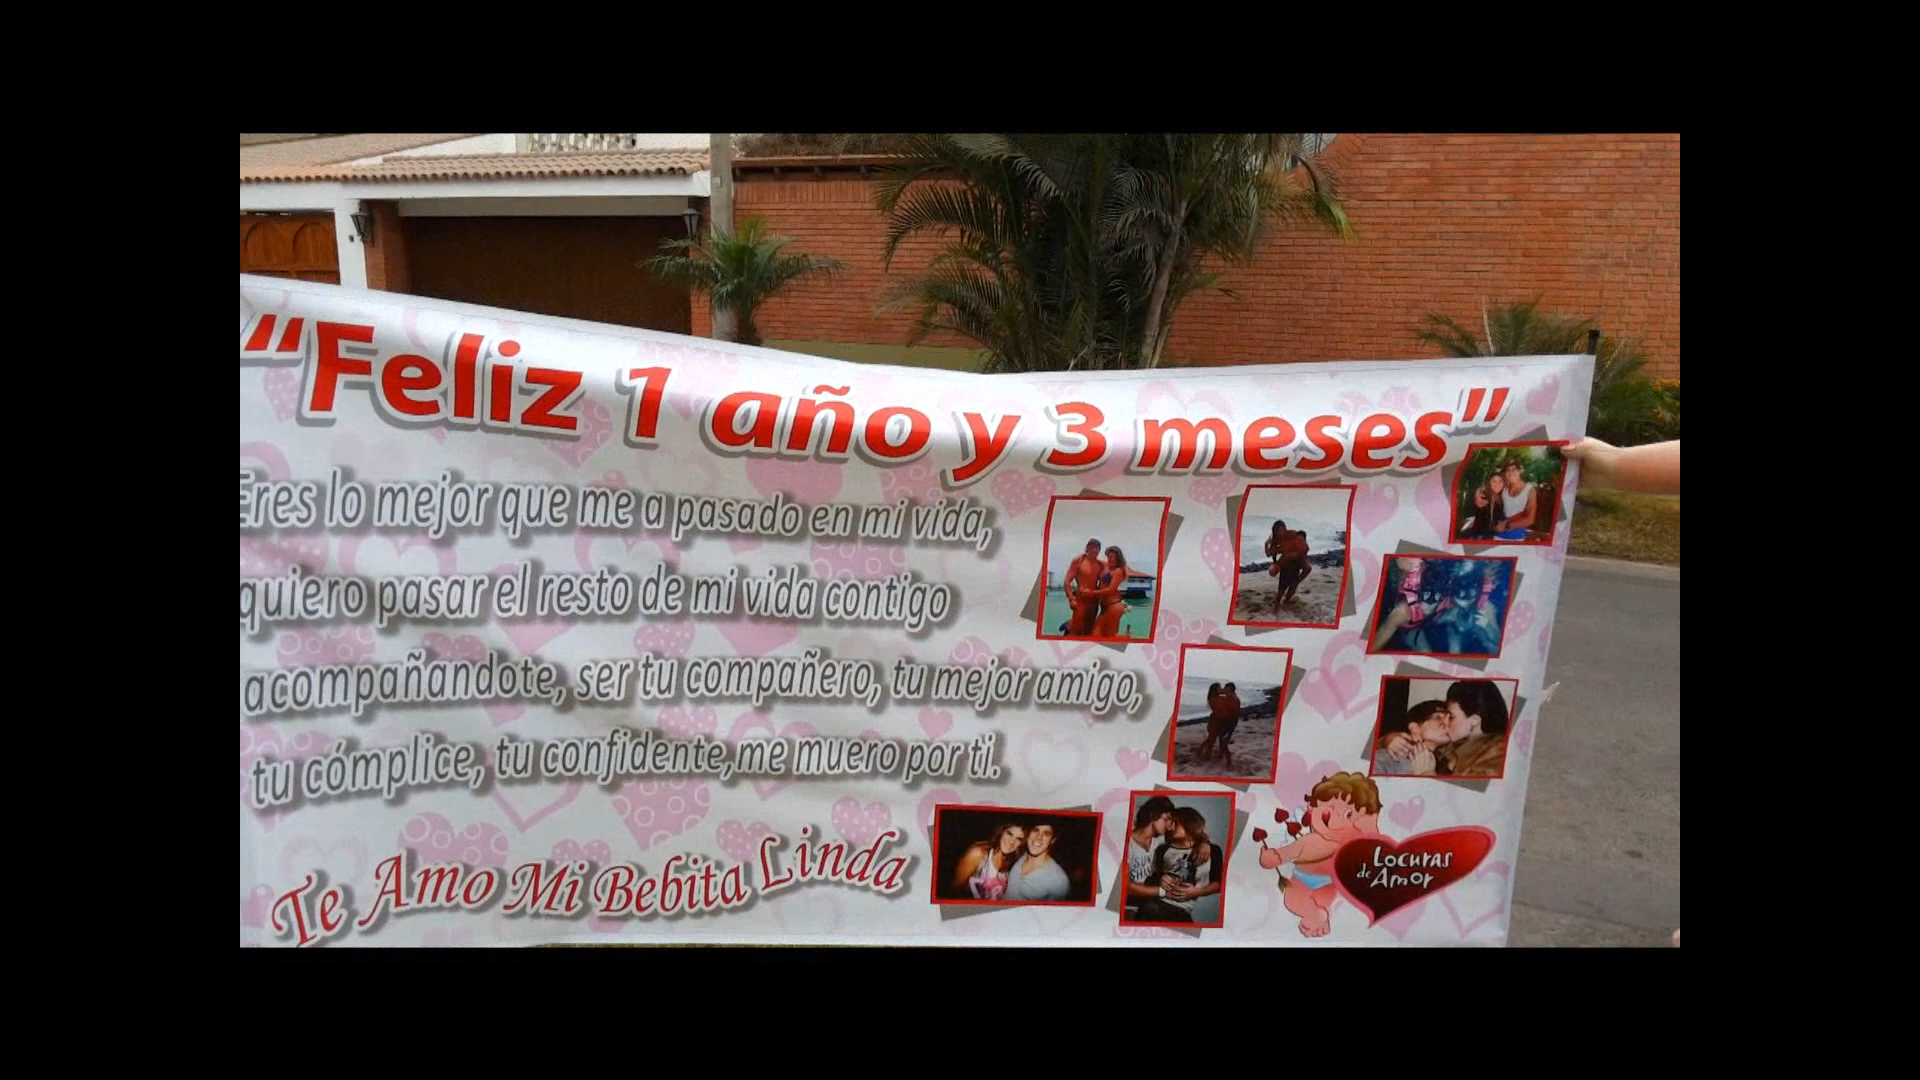 "Feliz 1 año y 3 meses"
Eres lo mejor que me a pasado en mi vida,
quiero pasar el resto de mi vida contigo
acompañandote, ser tu compañero, tu mejor amigo,
tu cómplice, tu confidente,me muero por ti.
Te Amo Mi Bebita Linda
Locuras
de Amor